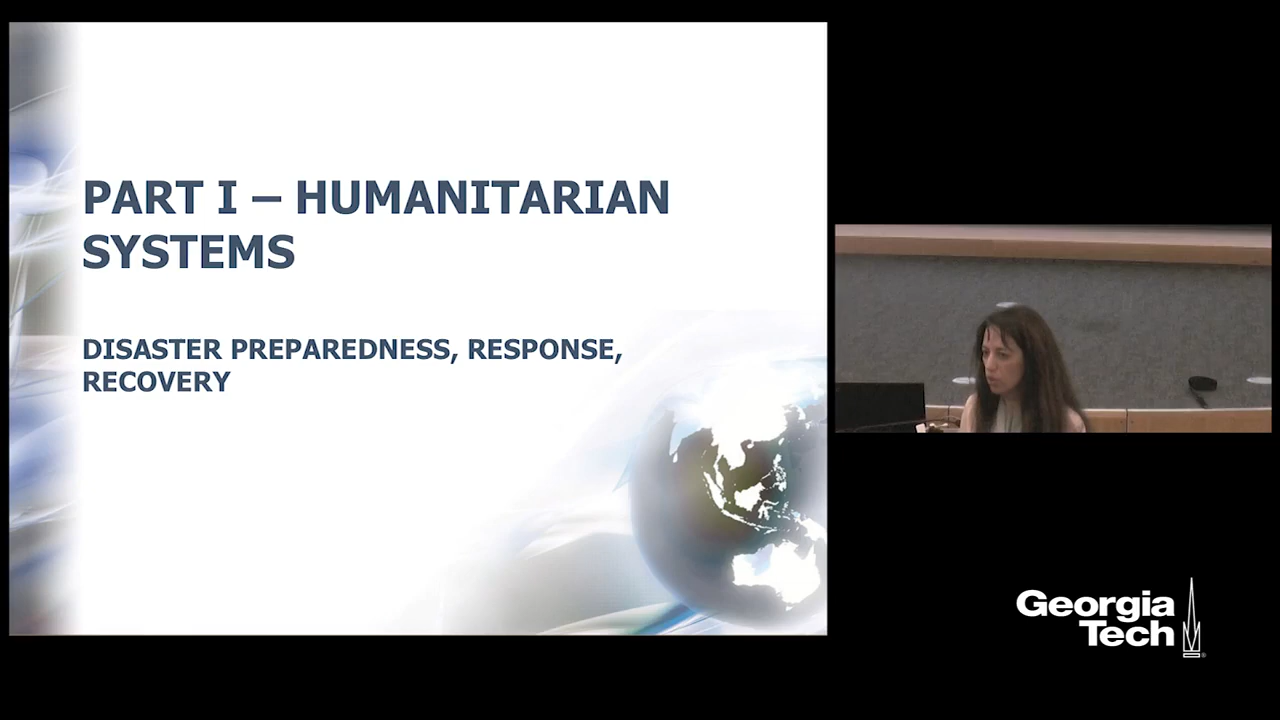 PART I – HUMANITARIAN
SYSTEMS
DISASTER PREPAREDNESS, RESPONSE,
RECOVERY
Georgia
Tech